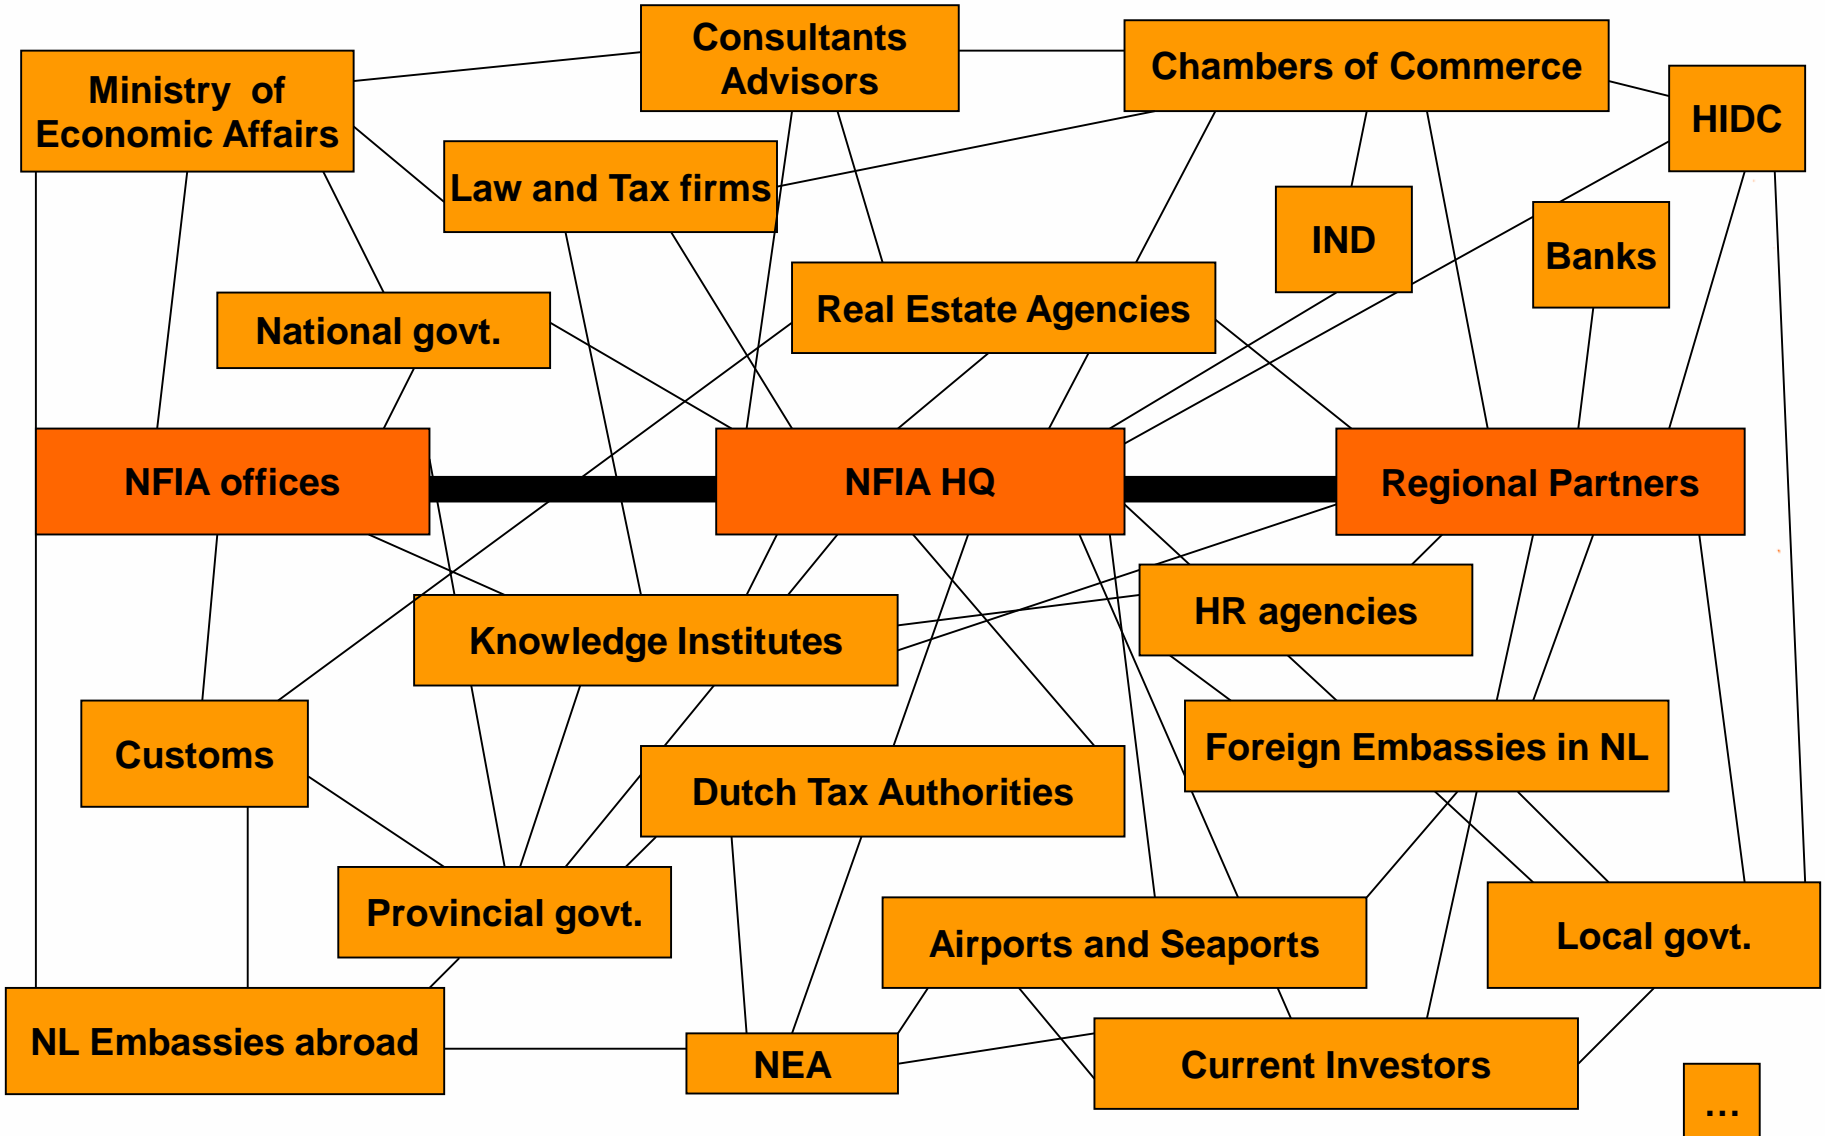 Consultants
Advisors
Chambers of Commerce
Ministry of
Economic Affairs
HIDC
Law and Tax firms
IND
Banks
Real Estate Agencies
National govt.
NFIA offices
NFIA HQ
Regional Partners
HR agencies
Knowledge Institutes
Foreign Embassies in NL
Customs
Dutch Tax Authorities
Provincial govt.
Airports and Seaports
Local govt.
NL Embassies abroad
NEA
Current Investors
...